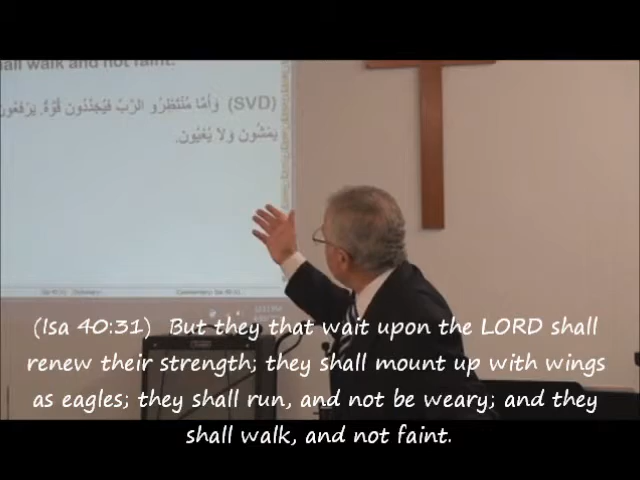 all walk and not faint.
(SVD) وَأَمَّا مُنْتَظِرُو الرَّبِّ فَيُجَدِّدُونَ قُوَّةً. يَرْفَعُونَ
يَمْشُونَ وَلاَ يُعْيُونَ.
(Isa 40:31) But they that wait upon the LORD shall
renew their strength; they shall mount up with wings
as eagles; they shall run, and not be weary; and they
shall walk, and not faint.